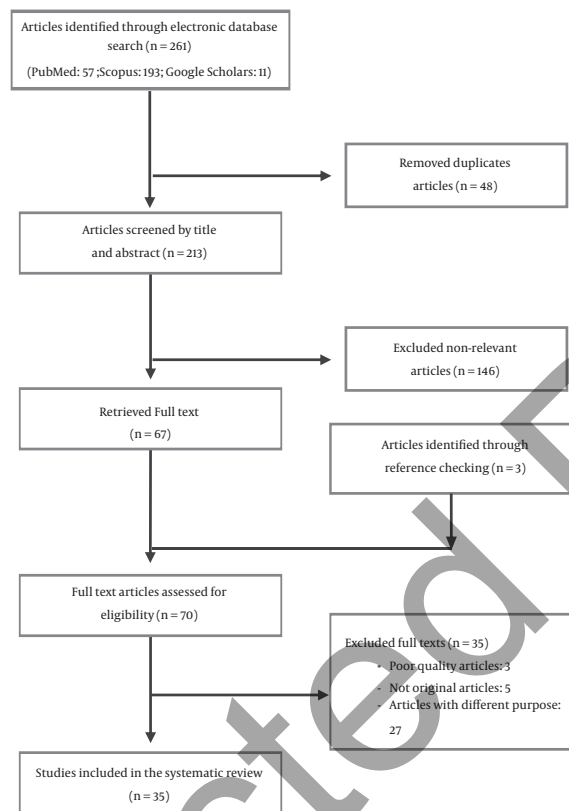 Articles identified through electronic database
search (n = 261)
(PubMed: 57 ;Scopus: 193; Google Scholars: 11)
Removed duplicates
articles (n = 48)
Articles screened by title
and abstract (n = 213)
Excluded non-relevant
articles (n = 146)
Retrieved Full text
(n = 67)
Articles identified through
reference checking (n = 3)
Full text articles assessed for
eligibility (n = 70)
Excluded full texts (n = 35)
- Poor quality articles: 3
- Not original articles: 5
- Articles with different purpose:
27
Studies included in the systematic review
(n = 35)